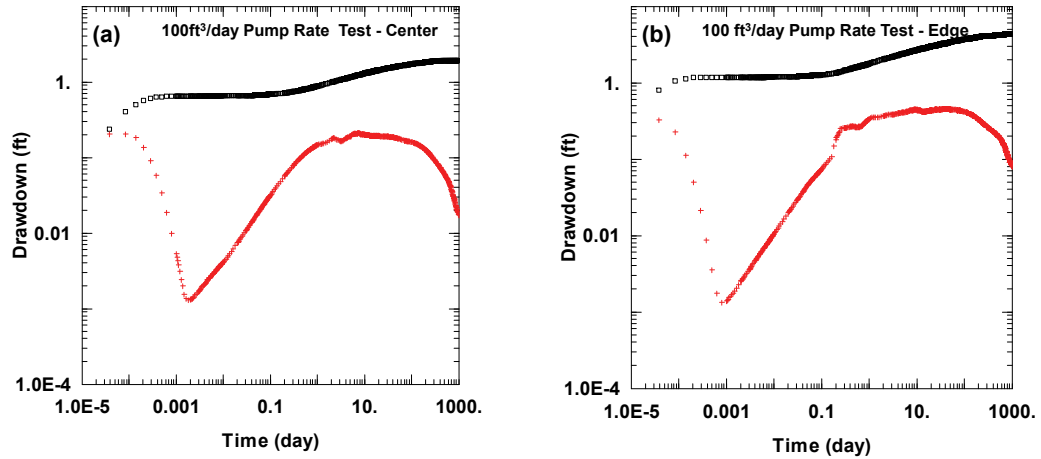 (a)
100ft³/day Pump Rate Test - Center
1.
0.01
1.0E-4
Drawdown (ft)
1.0E-5
0.001
0.1
10.
1000.
Time (day)
(b)
100 ft³/day Pump Rate Test - Edge
1.
0.01
1.0E-4
Drawdown (ft)
1.0E-5
0.001
0.1
10.
1000.
Time (day)